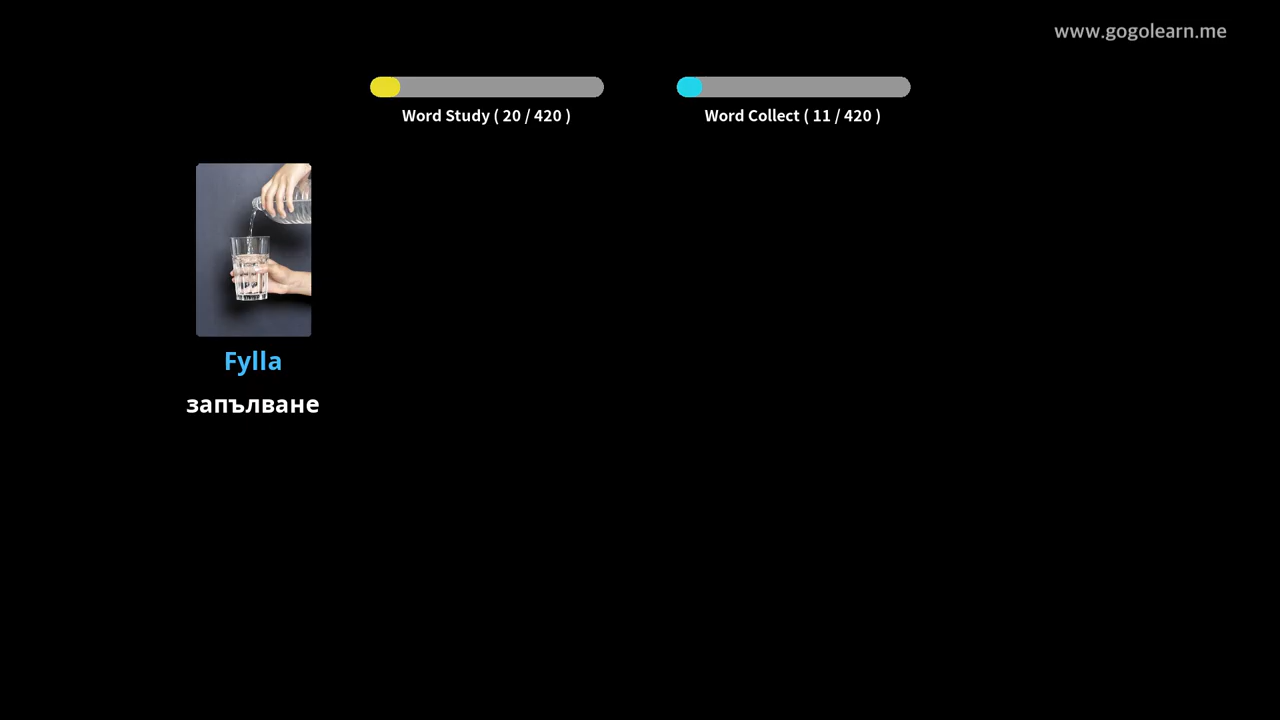 www.gogolearn.me
Word Study ( 20 / 420 )
Word Collect ( 11 / 420 )
Fylla
запълване